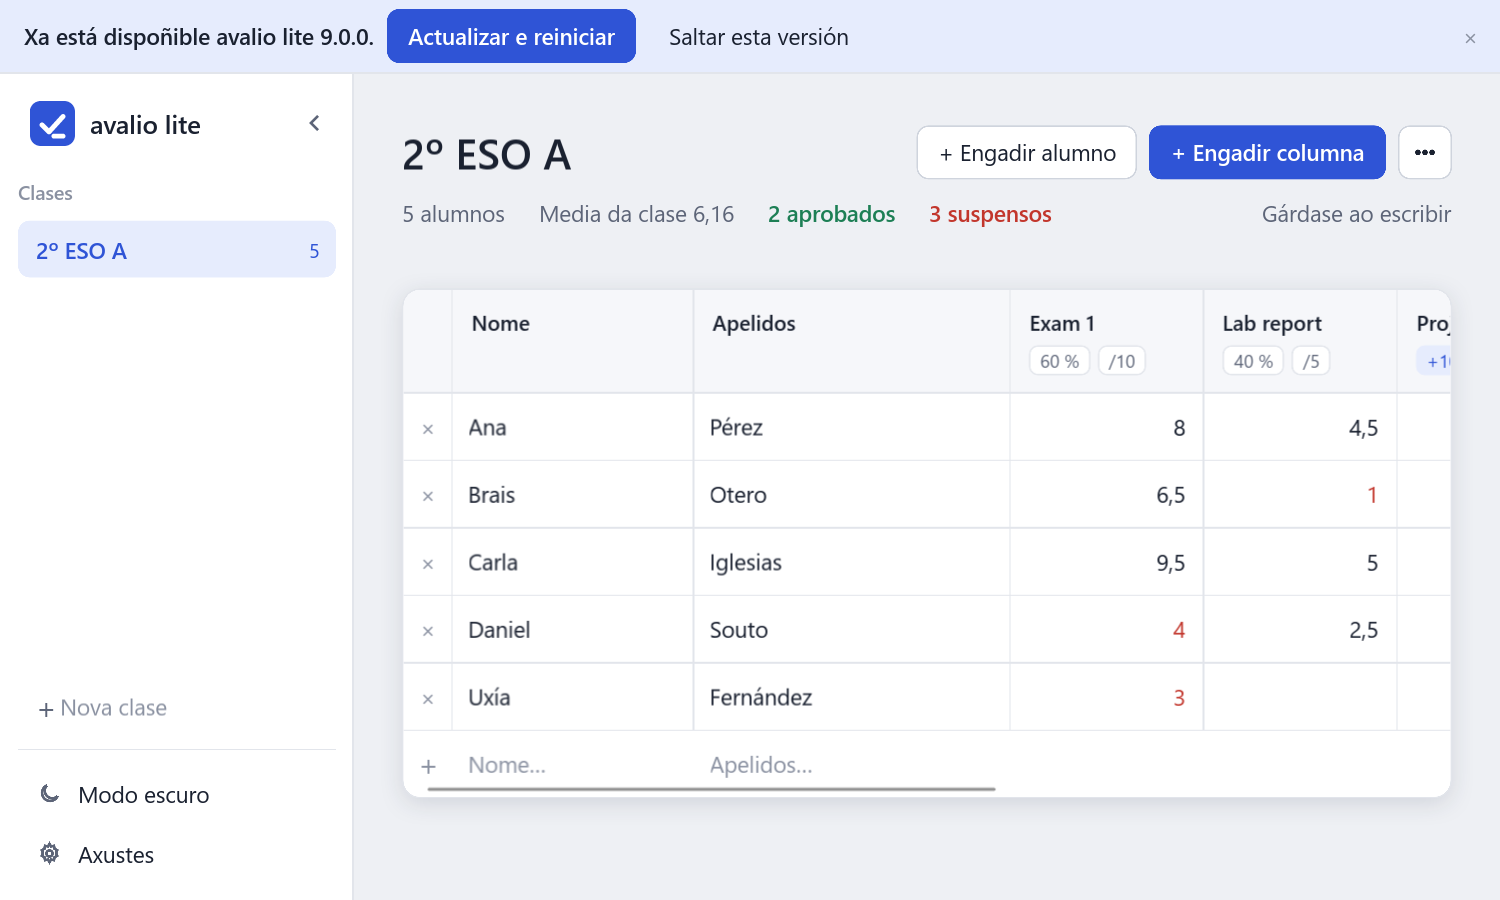 Xa está dispoñible avalio lite 9.0.0. Actualizar e reiniciar Saltar esta versión ×
avalio lite
Clases
2º ESO A 5
+ Nova clase
Modo escuro
Axustes
2º ESO A
+ Engadir alumno + Engadir columna •••
5 alumnos Media da clase 6,16 2 aprobados 3 suspensos Gárdase ao escribir
Nome Apelidos Exam 1 Lab report
60 % /10 40 % /5
× Ana Pérez 8 4,5
× Brais Otero 6,5 1
× Carla Iglesias 9,5 5
× Daniel Souto 4 2,5
× Uxía Fernández 3
+ Nome... Apelidos...